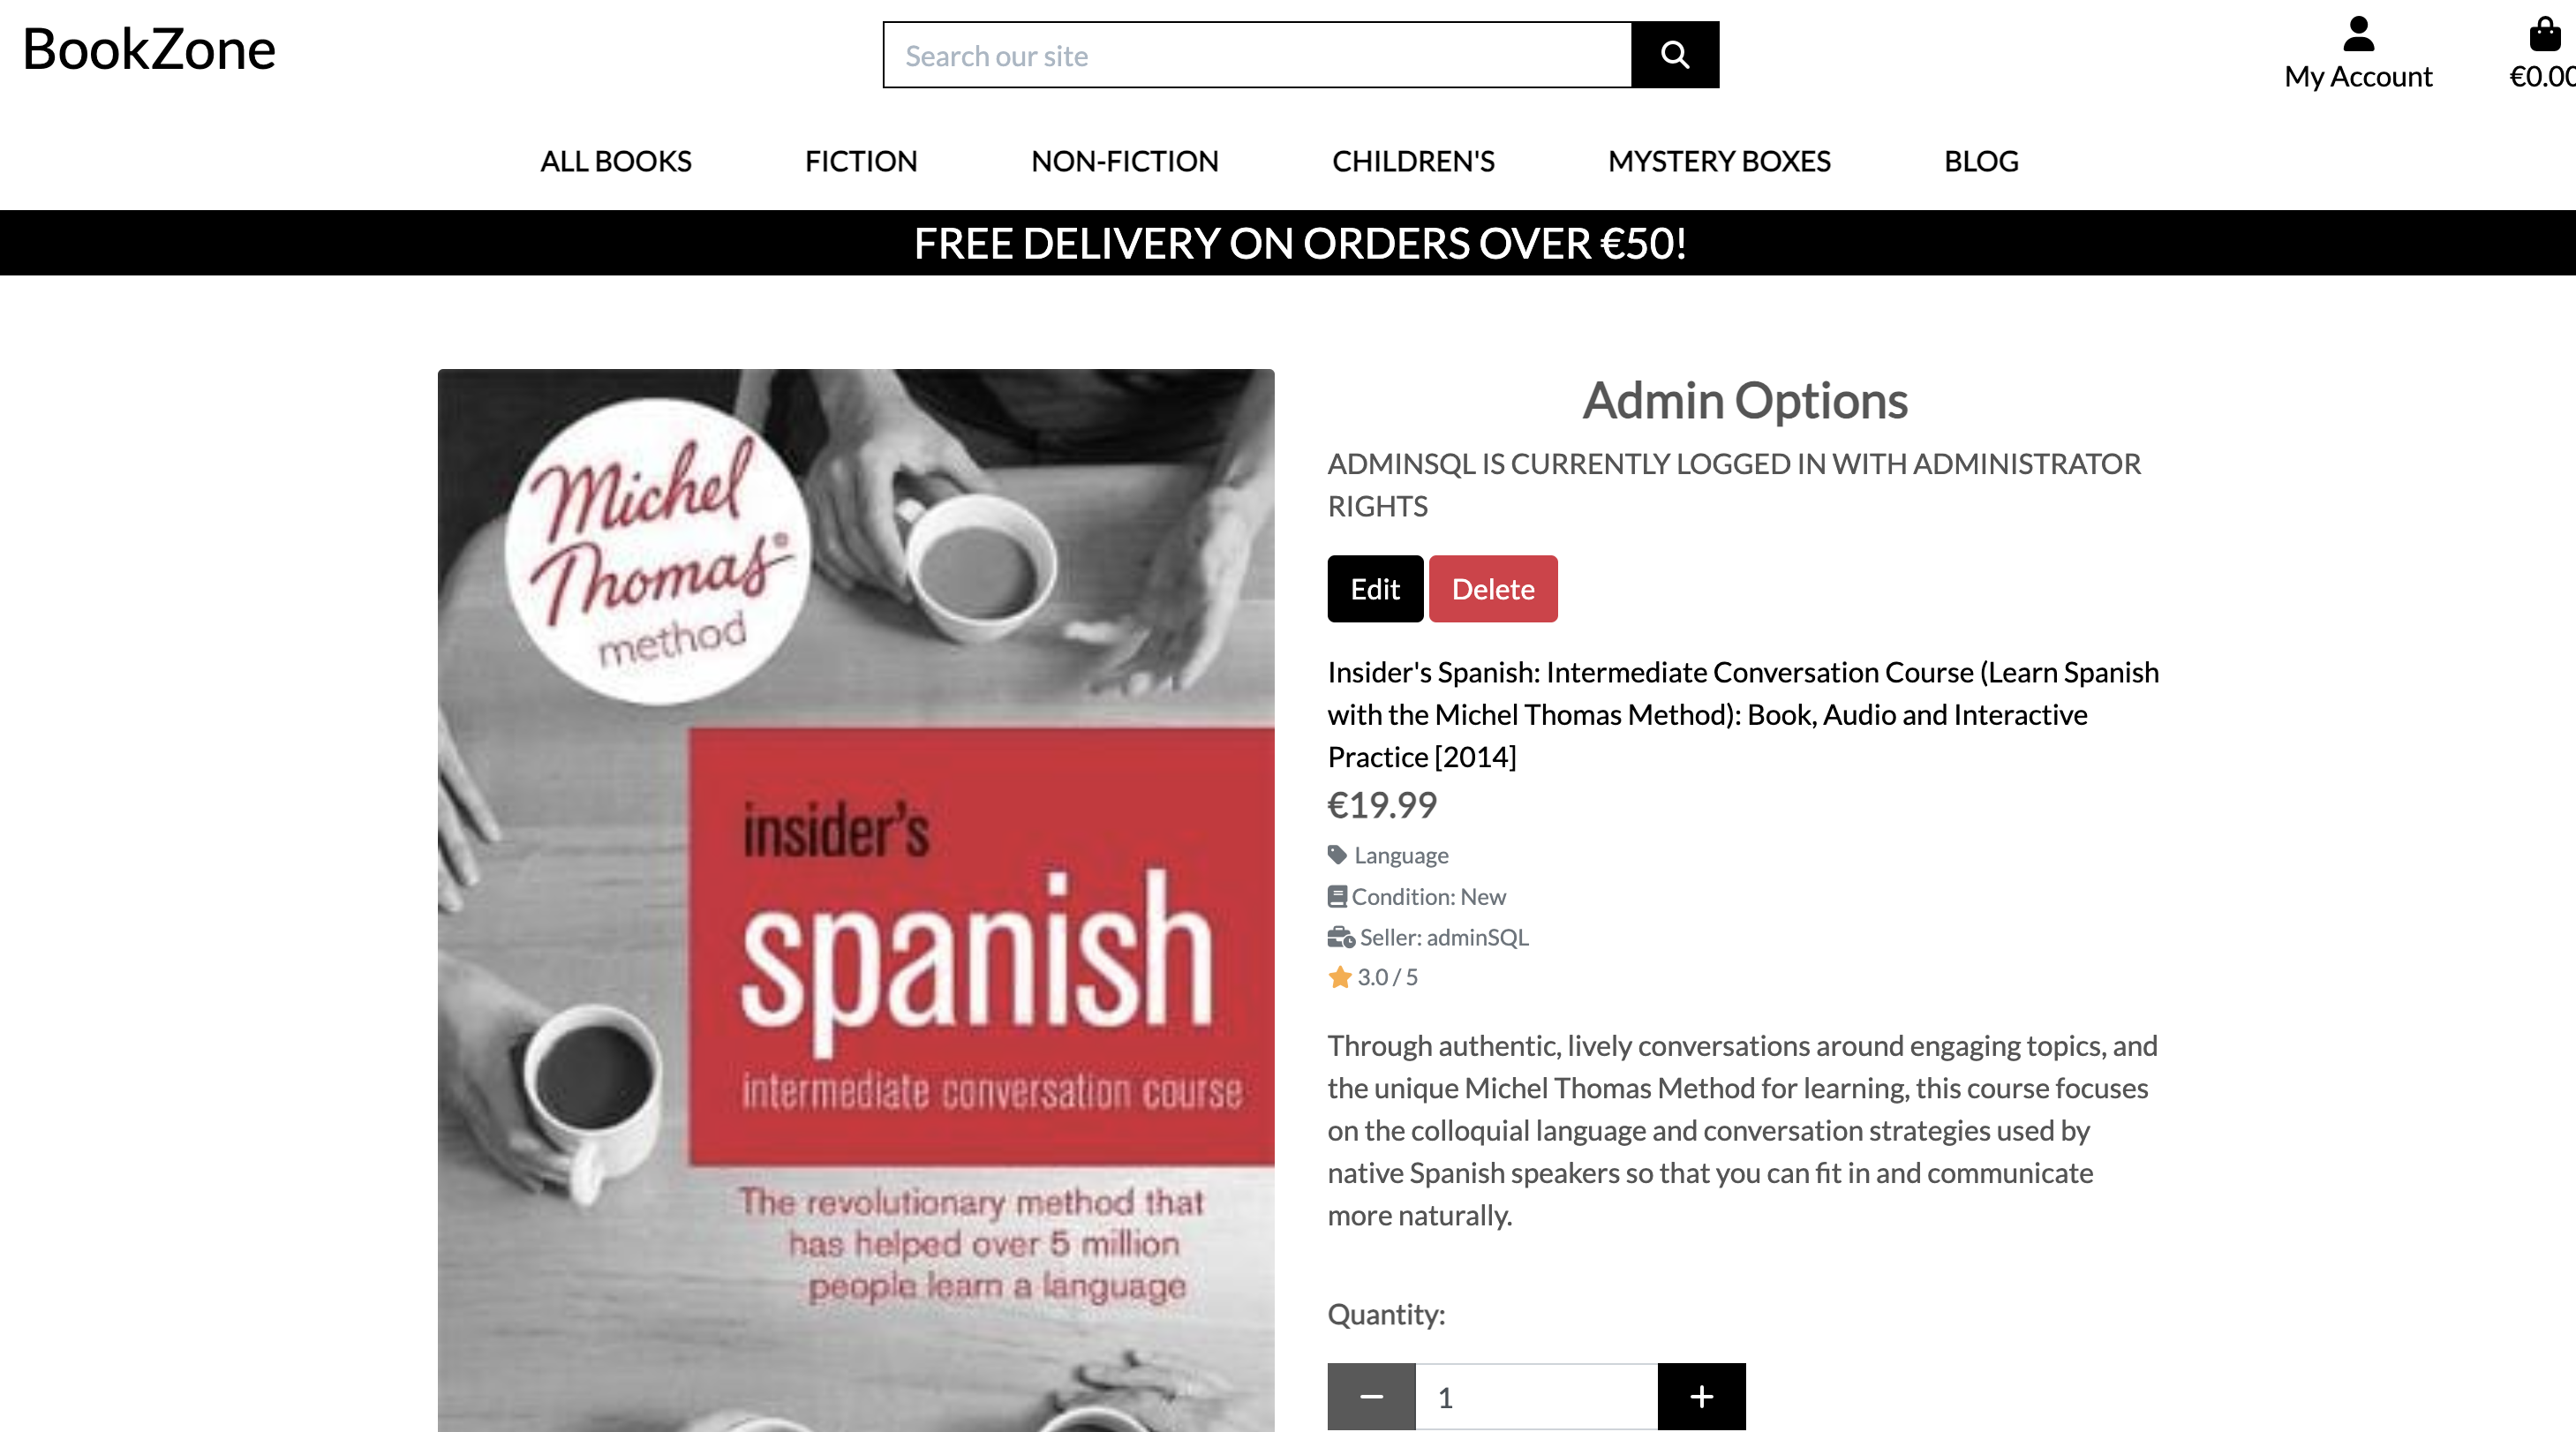 BookZone
Search our site
My Account
€0.00
ALL BOOKS
FICTION
NON-FICTION
CHILDREN'S
MYSTERY BOXES
BLOG
FREE DELIVERY ON ORDERS OVER €50!
Michel
Thomas®
method
insider's
spanish
intermediate conversation course
The revolutionary method that
has helped over 5 million
people learn a language
Admin Options
ADMINSQL IS CURRENTLY LOGGED IN WITH ADMINISTRATOR
RIGHTS
Edit
Delete
Insider's Spanish: Intermediate Conversation Course (Learn Spanish
with the Michel Thomas Method): Book, Audio and Interactive
Practice [2014]
€19.99
Language
Condition: New
Seller: adminSQL
3.0 / 5
Through authentic, lively conversations around engaging topics, and
the unique Michel Thomas Method for learning, this course focuses
on the colloquial language and conversation strategies used by
native Spanish speakers so that you can fit in and communicate
more naturally.
Quantity:
1